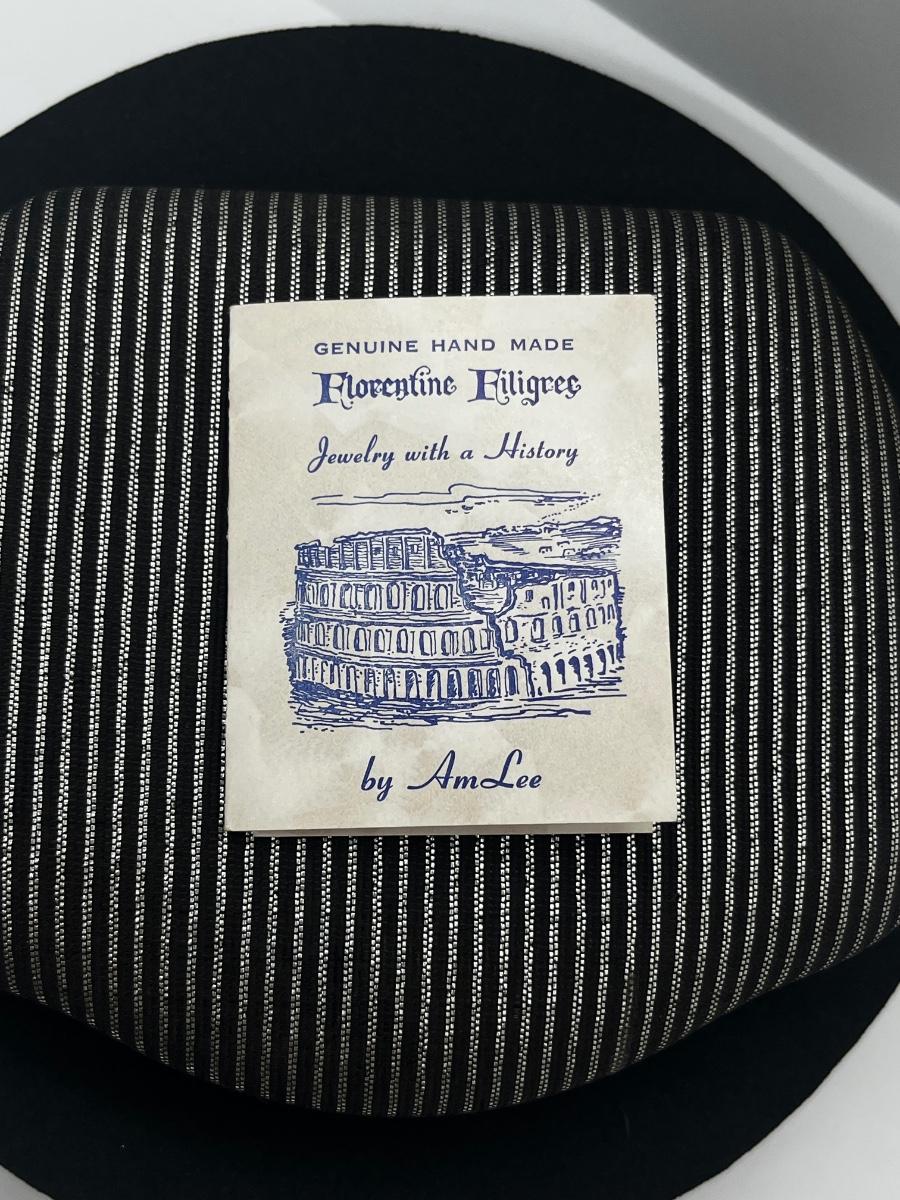 GENUINE HAND MADE
Florentine Filigree
Jewelry with a History
by AmLee